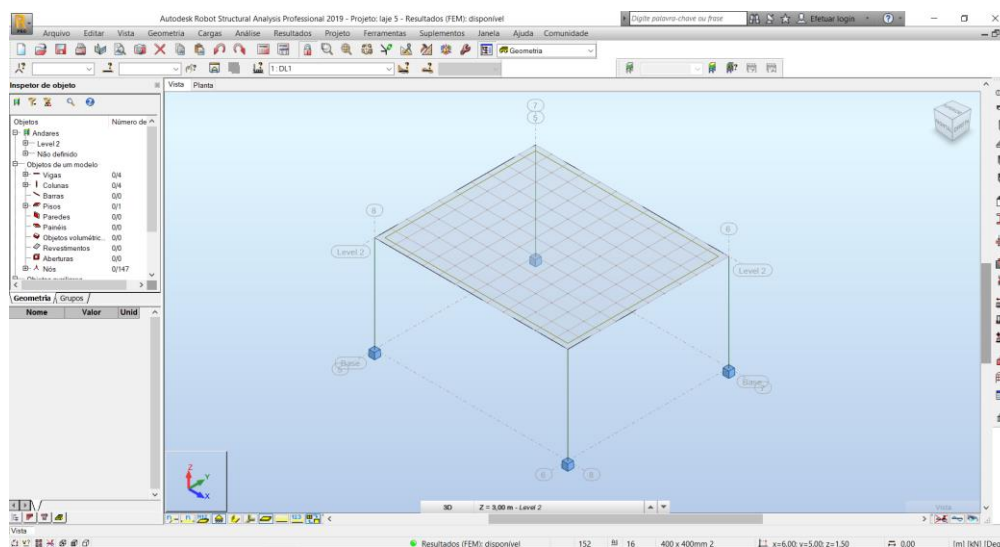 Autodesk Robot Structural Analysis Professional 2019 - Projeto: laje 5 - Resultados (FEM): disponível
Digite palavra-chave ou frase
Efetuar login
PRO
Arquivo Editar Vista Geometria Cargas Análise Resultados Projeto Ferramentas Suplementos Janela Ajuda Comunidade
Geometria
1 : DL1
Inspetor de objeto
Vista Planta
Objetos Número de
Andares
Level 2
Não definido
Objetos de um modelo
Vigas 0/4
Colunas 0/4
Barras 0/0
Pisos 0/1
Paredes 0/0
Painéis 0/0
Objetos volumétric... 0/0
Revestimentos 0/0
Aberturas 0/0
Nós 0/147
Geometria Grupos
Nome Valor Unid
7
5
6
6
Level 2
Level 2
Base
5
Base
7
6
6
Z
Y
X
3D Z = 3,00 m - Level 2
Vista
Vista
Resultados (FEM): disponível 152 16 400 x 400mm 2 x=6,00; y=5,00; z=1,50 0,00 [m] [kN] [Deg